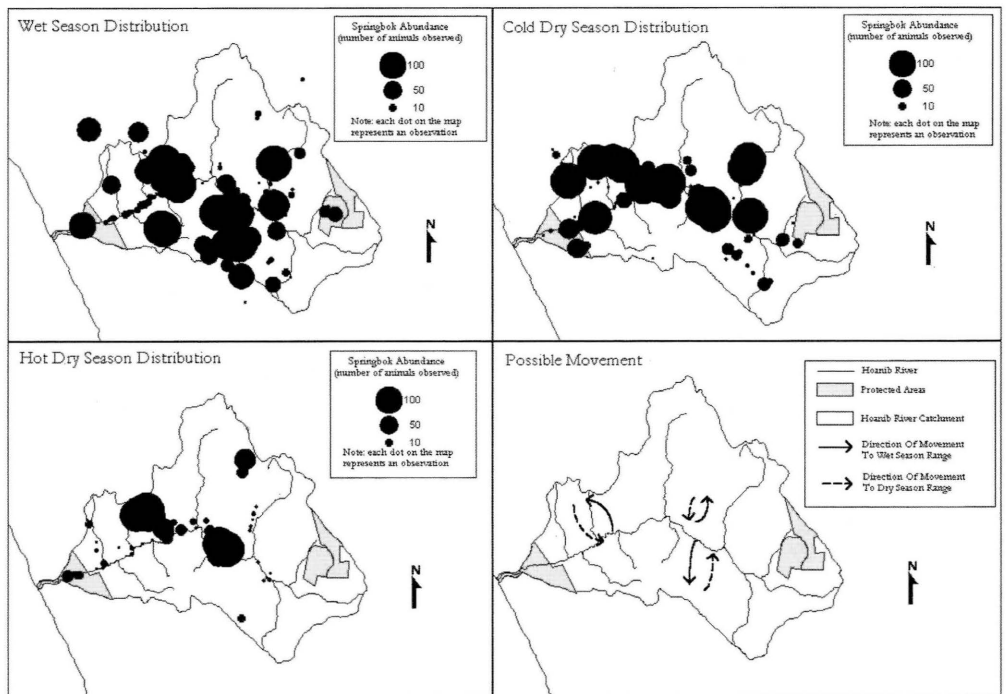 Wet Season Distribution
Springbok Abundance
(number of animals observed)
100
50
10
Note: each dot on the map
represents an observation
N
Cold Dry Season Distribution
Springbok Abundance
(number of animals observed)
100
50
10
Note: each dot on the map
represents an observation
N
Hot Dry Season Distribution
Springbok Abundance
(number of animals observed)
100
50
10
Note: each dot on the map
represents an observation
N
Possible Movement
Hoanib River
Protected Areas
Hoanib River Catchment
Direction Of Movement
To Wet Season Range
Direction Of Movement
To Dry Season Range
N